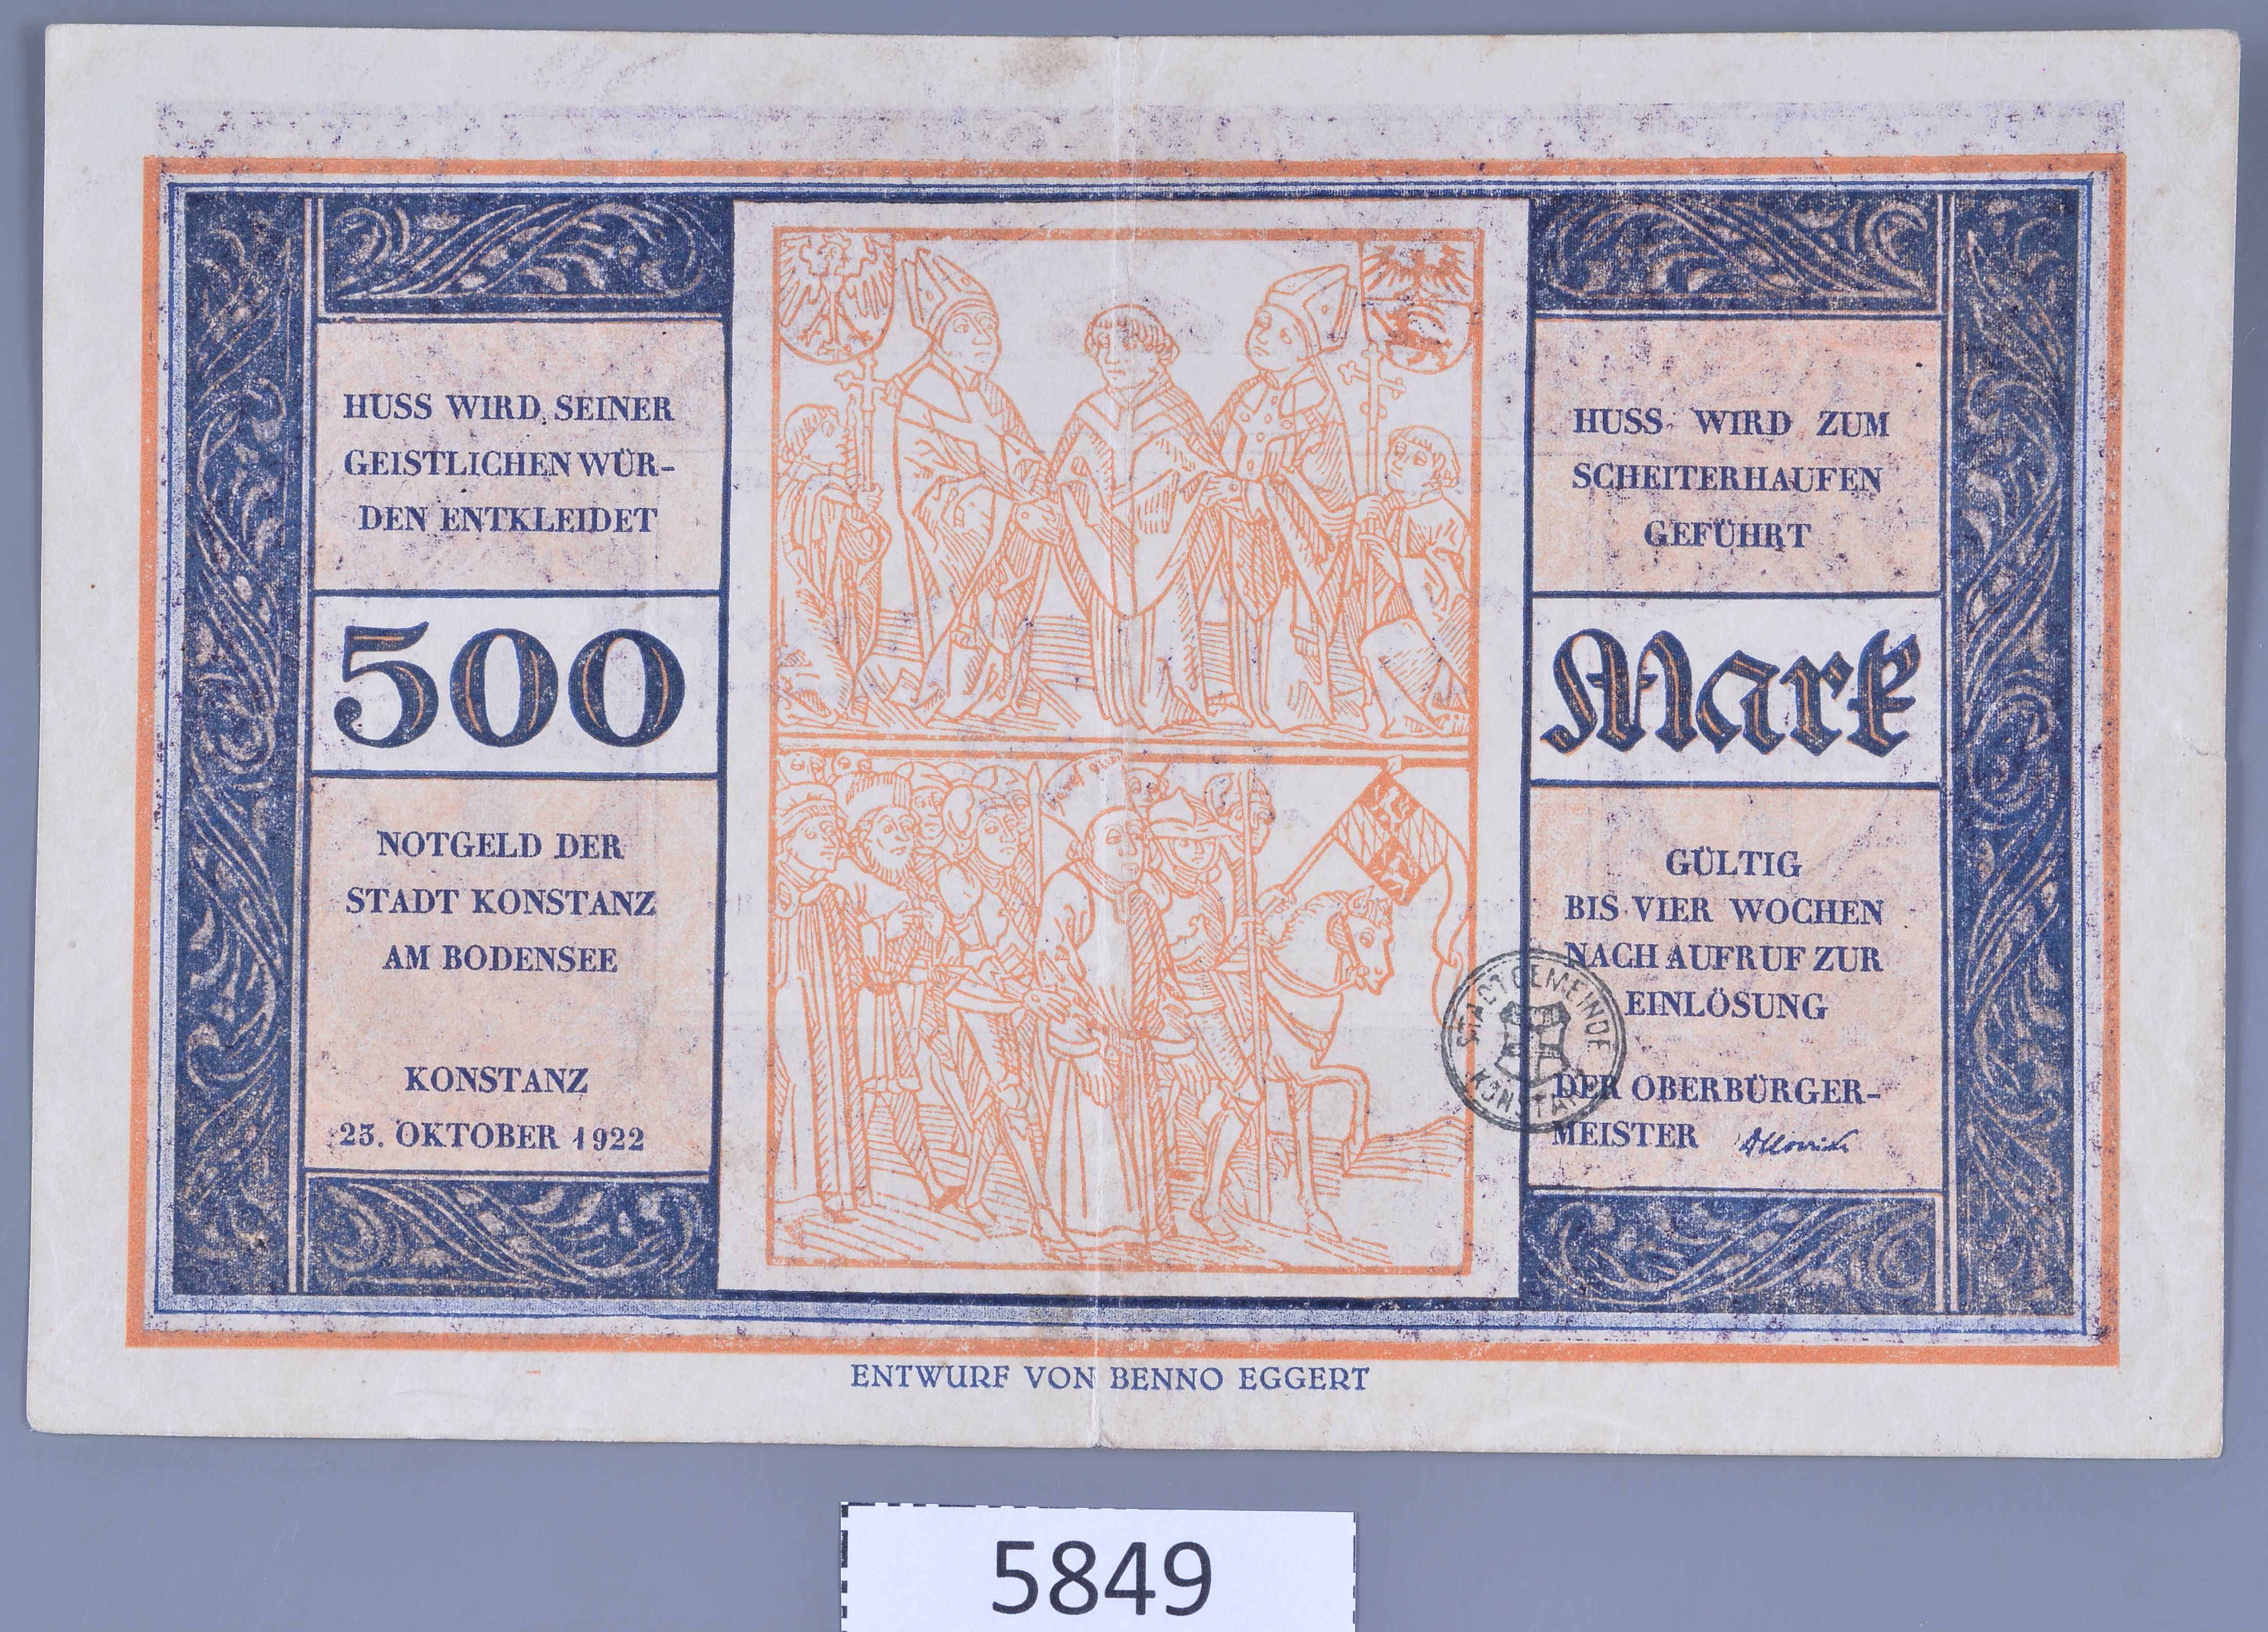 HUSS WIRD SEINER
GEISTLICHEN WÜR-
DEN ENTKLEIDET
500
NOTGELD DER
STADT KONSTANZ
AM BODENSEE
KONSTANZ
23. OKTOBER 1922
HUSS WIRD ZUM
SCHEITERHAUFEN
GEFÜHRT
Mark
GÜLTIG
BIS VIER WOCHEN
NACH AUFRUF ZUR
EINLÖSUNG
DER OBERBÜRGER-
MEISTER
STADTGEMEINDE
KONSTANZ
ENTWURF VON BENNO EGGERT
5849